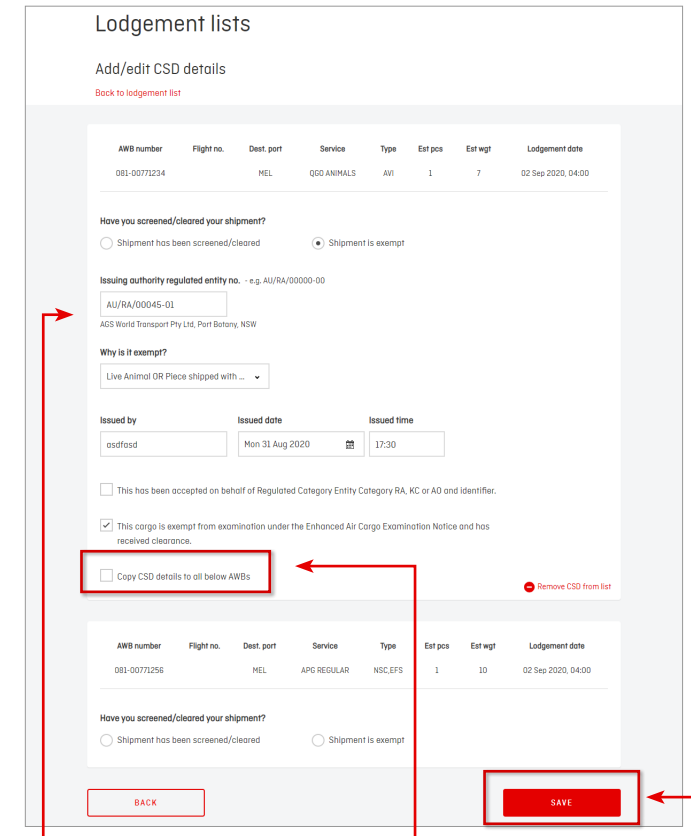 Lodgement lists
Add/edit CSD details
Back to lodgement list
AWB number Flight no. Dest. port Service Type Est pcs Est wgt Lodgement date
081-00771234 MEL QGO ANIMALS AVI 1 7 02 Sep 2020, 04:00
Have you screened/cleared your shipment?
Shipment has been screened/cleared Shipment is exempt
Issuing authority regulated entity no. - e.g. AU/RA/00000-00
AU/RA/00045-01
AGS World Transport Pty Ltd, Port Botany, NSW
Why is it exempt?
Live Animal OR Piece shipped with ...
Issued by Issued date Issued time
asdfasd Mon 31 Aug 2020 17:30
This has been accepted on behalf of Regulated Category Entity Category RA, KC or AO and identifier.
This cargo is exempt from examination under the Enhanced Air Cargo Examination Notice and has
received clearance.
Copy CSD details to all below AWBs
Remove CSD from list
AWB number Flight no. Dest. port Service Type Est pcs Est wgt Lodgement date
081-00771256 MEL APG REGULAR NSC,EFS 1 10 02 Sep 2020, 04:00
Have you screened/cleared your shipment?
Shipment has been screened/cleared Shipment is exempt
BACK SAVE